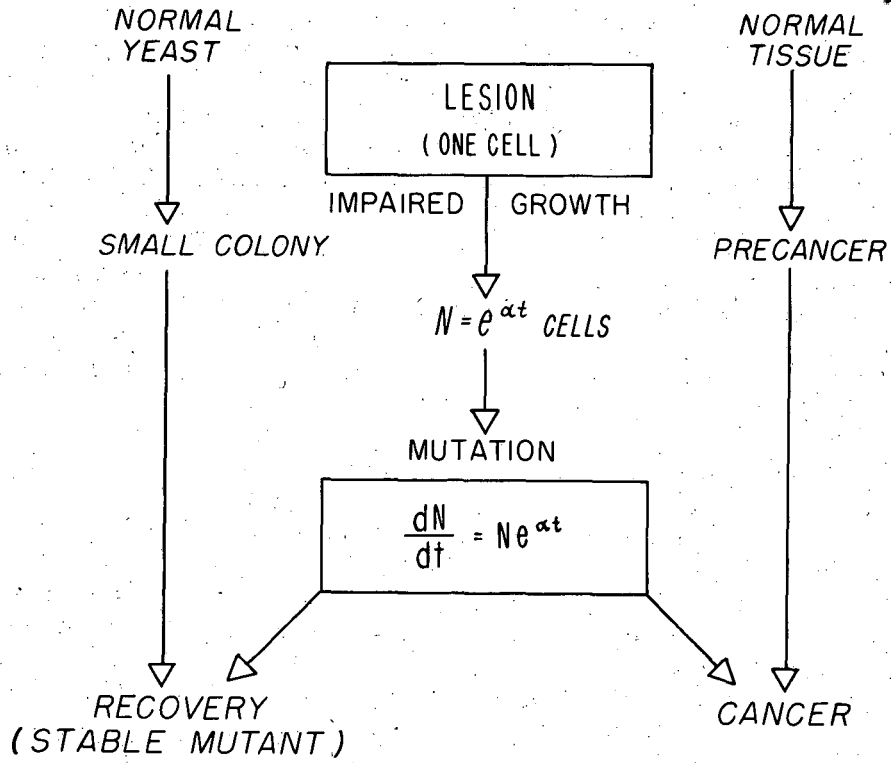 NORMAL
YEAST
NORMAL
TISSUE
LESION
(ONE CELL)
IMPAIRED GROWTH
SMALL COLONY
PRECANCER
N = e^{αt} CELLS
MUTATION
dN/dt = Ne^{αt}
RECOVERY
(STABLE MUTANT)
CANCER